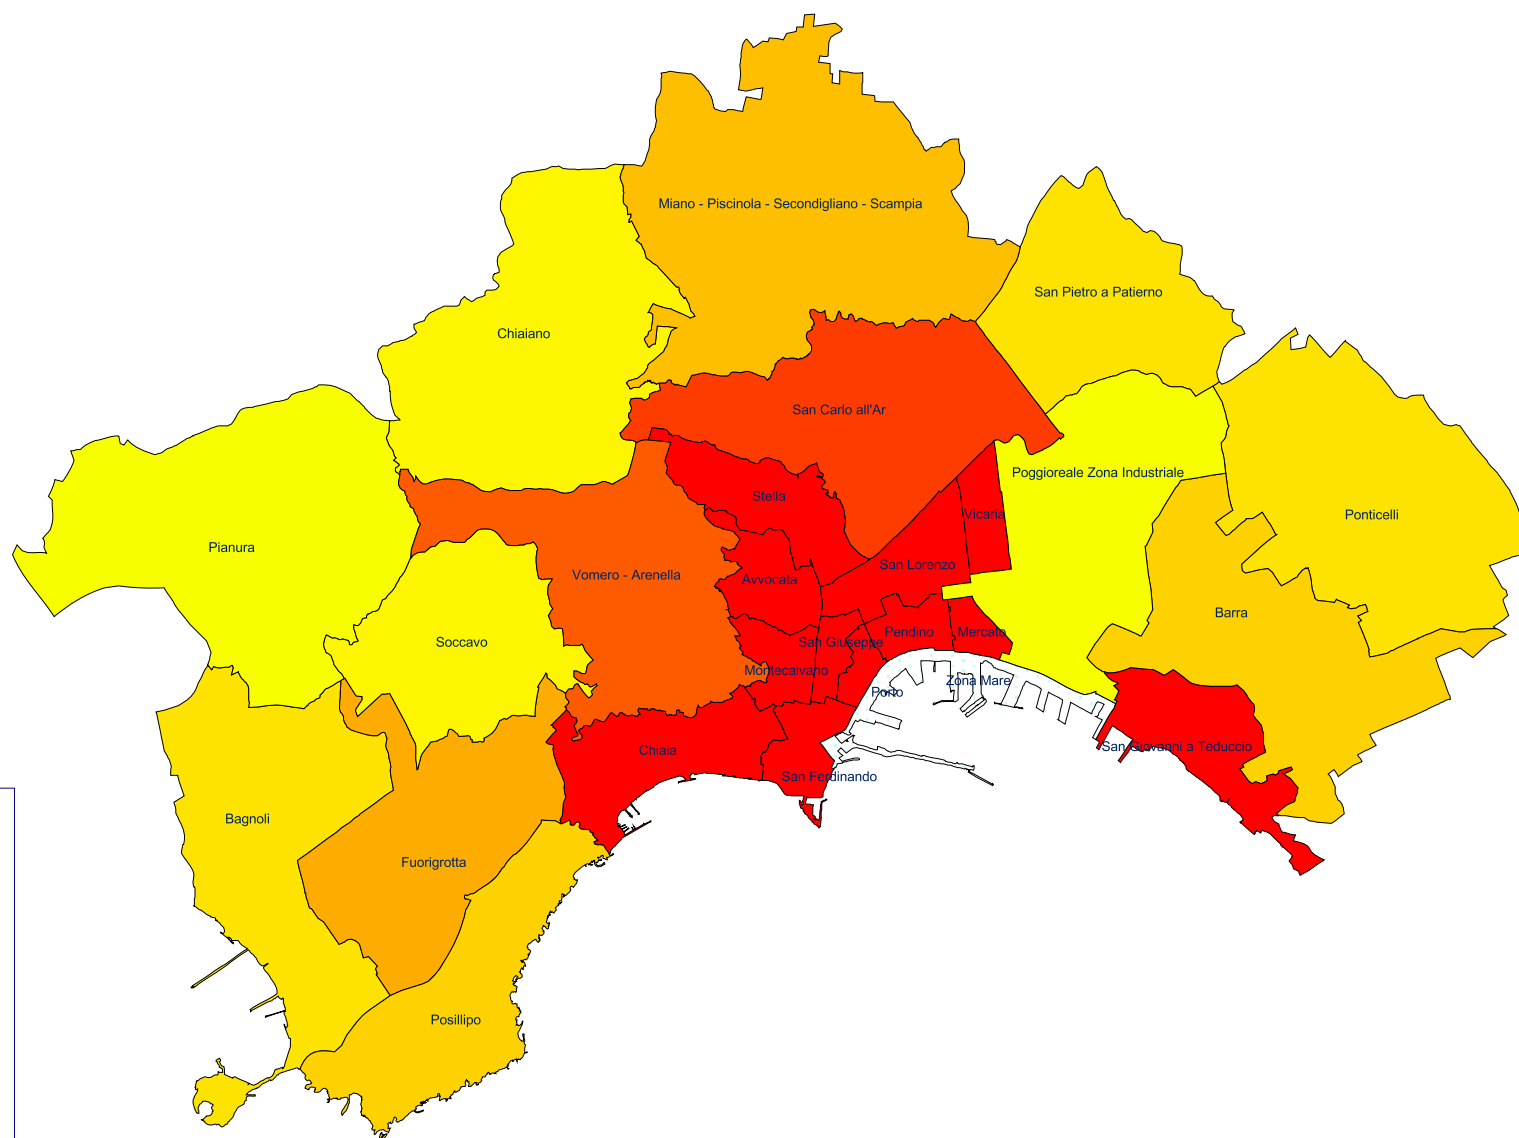 Miano - Piscinola - Secondigliano - Scampia
San Pietro a Patierno
Chiaiano
San Carlo all'Ar
Poggioreale Zona Industriale
Stella
Vicaria
Ponticelli
Pianura
San Lorenzo
Vomero - Arenella
Avvocata
Barra
Soccavo
San Giuseppe
Pendino
Mercato
Montecalvario
Zona Mare
Porto
San Giovanni a Teduccio
Chiaia
San Ferdinando
Bagnoli
Fuorigrotta
Posillipo